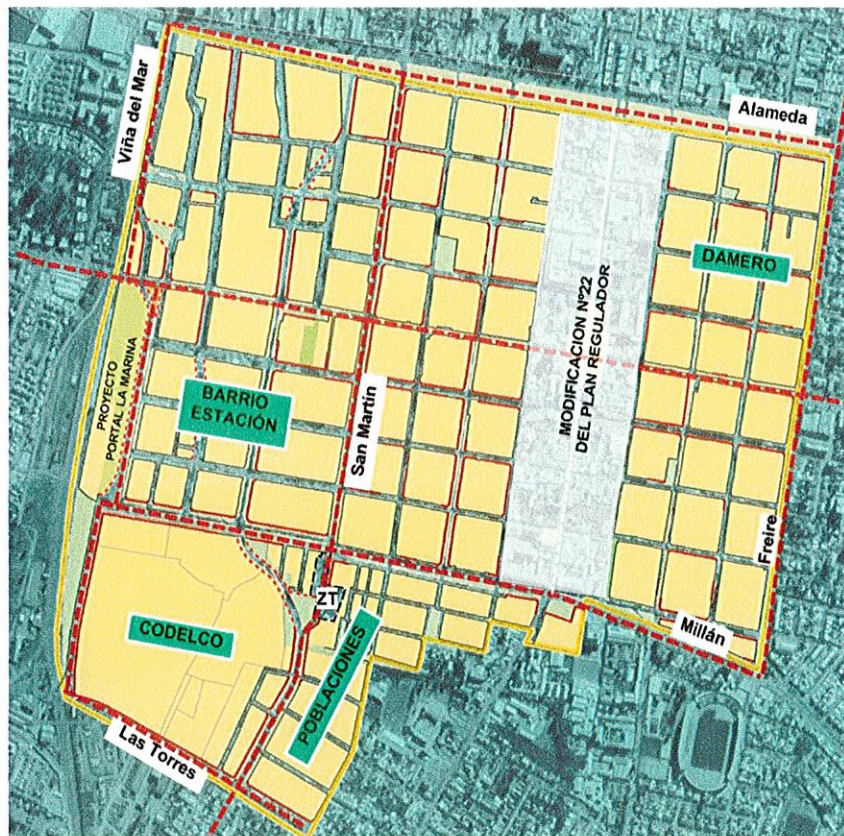 Alameda
Viña del Mar
DAMERO
MODIFICACION Nº22
DEL PLAN REGULADOR
PROYECTO
PORTAL LA MARINA
BARRIO
ESTACIÓN
San Martín
Freire
ZT
CODELCO
POBLACIONES
Millán
Las Torres